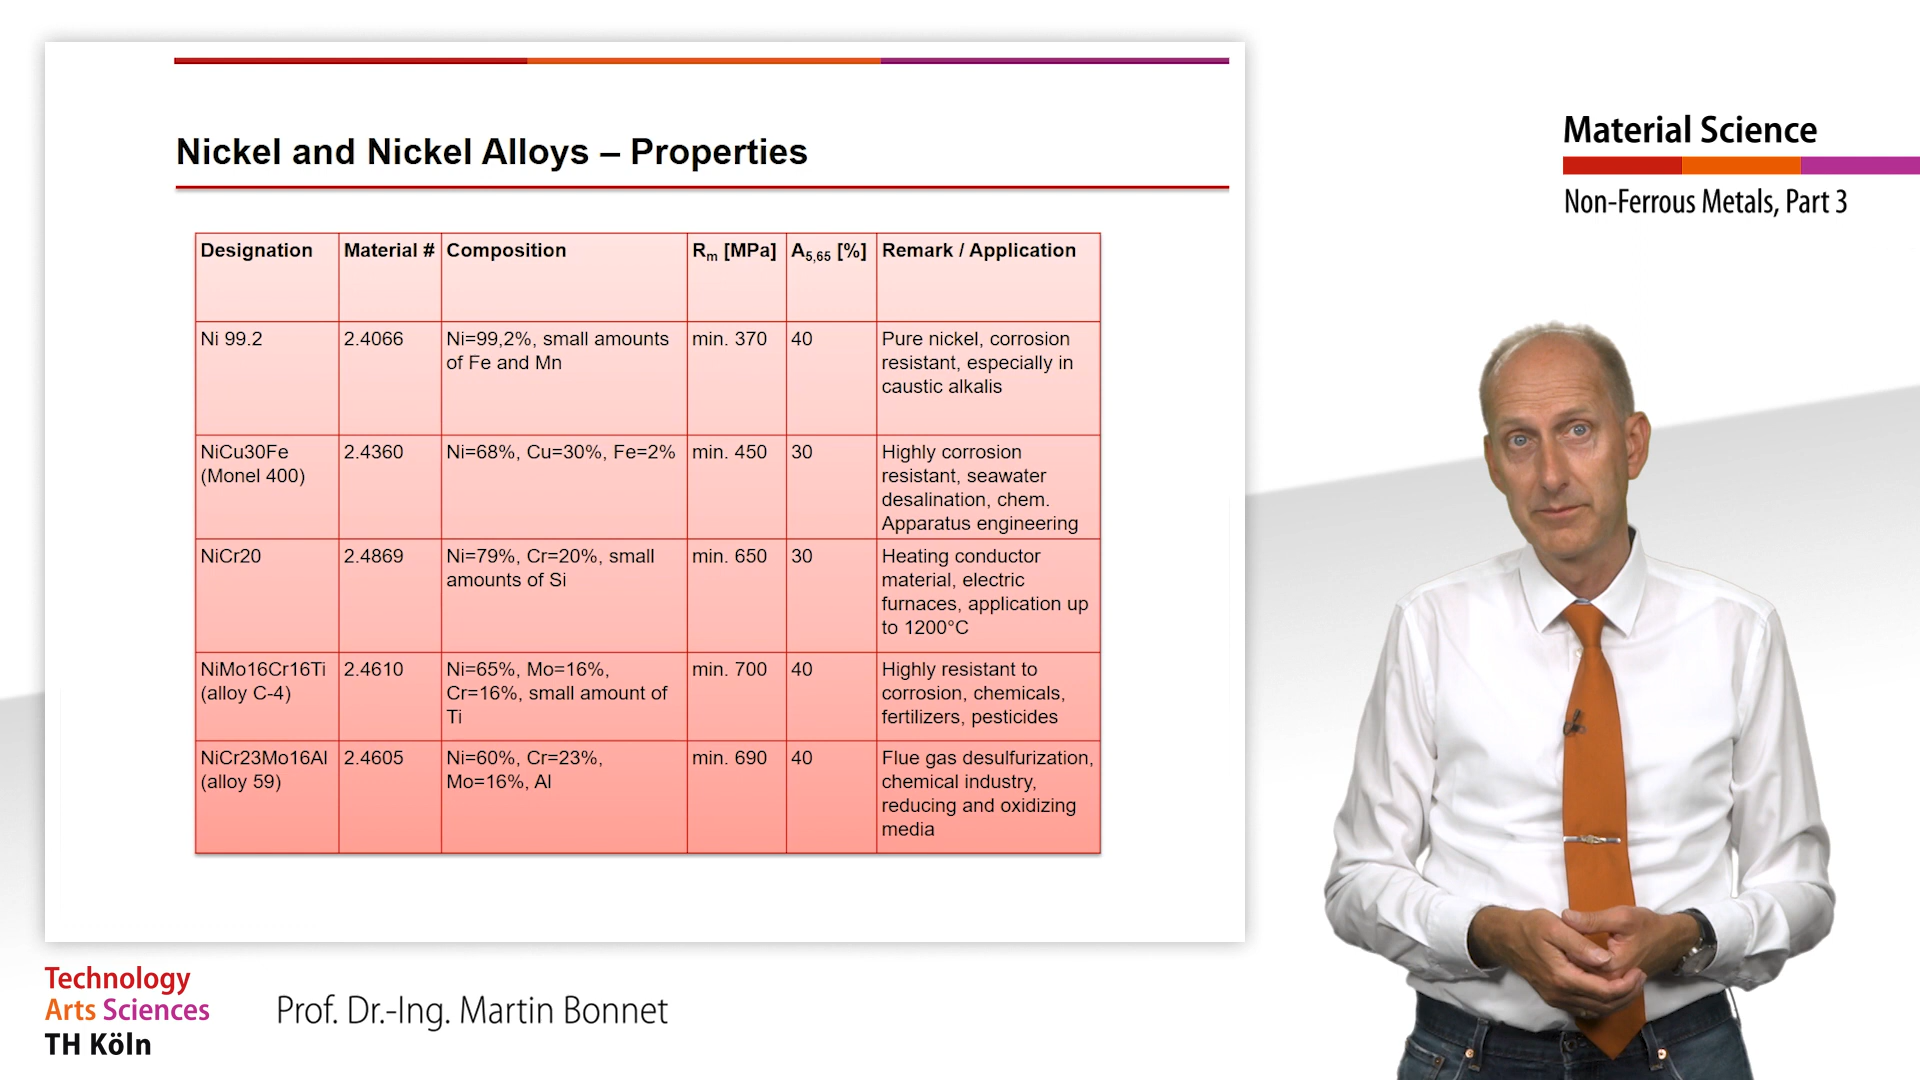 Nickel and Nickel Alloys – Properties
Designation
Material #
Composition
Rm [MPa]
A5,65 [%]
Remark / Application
Ni 99.2
2.4066
Ni=99,2%, small amounts
of Fe and Mn
min. 370
40
Pure nickel, corrosion
resistant, especially in
caustic alkalis
NiCu30Fe
(Monel 400)
2.4360
Ni=68%, Cu=30%, Fe=2%
min. 450
30
Highly corrosion
resistant, seawater
desalination, chem.
Apparatus engineering
NiCr20
2.4869
Ni=79%, Cr=20%, small
amounts of Si
min. 650
30
Heating conductor
material, electric
furnaces, application up
to 1200°C
NiMo16Cr16Ti
(alloy C-4)
2.4610
Ni=65%, Mo=16%,
Cr=16%, small amount of
Ti
min. 700
40
Highly resistant to
corrosion, chemicals,
fertilizers, pesticides
NiCr23Mo16Al
(alloy 59)
2.4605
Ni=60%, Cr=23%,
Mo=16%, Al
min. 690
40
Flue gas desulfurization,
chemical industry,
reducing and oxidizing
media
Material Science
Non-Ferrous Metals, Part 3
Technology
Arts Sciences
TH Köln
Prof. Dr.-Ing. Martin Bonnet